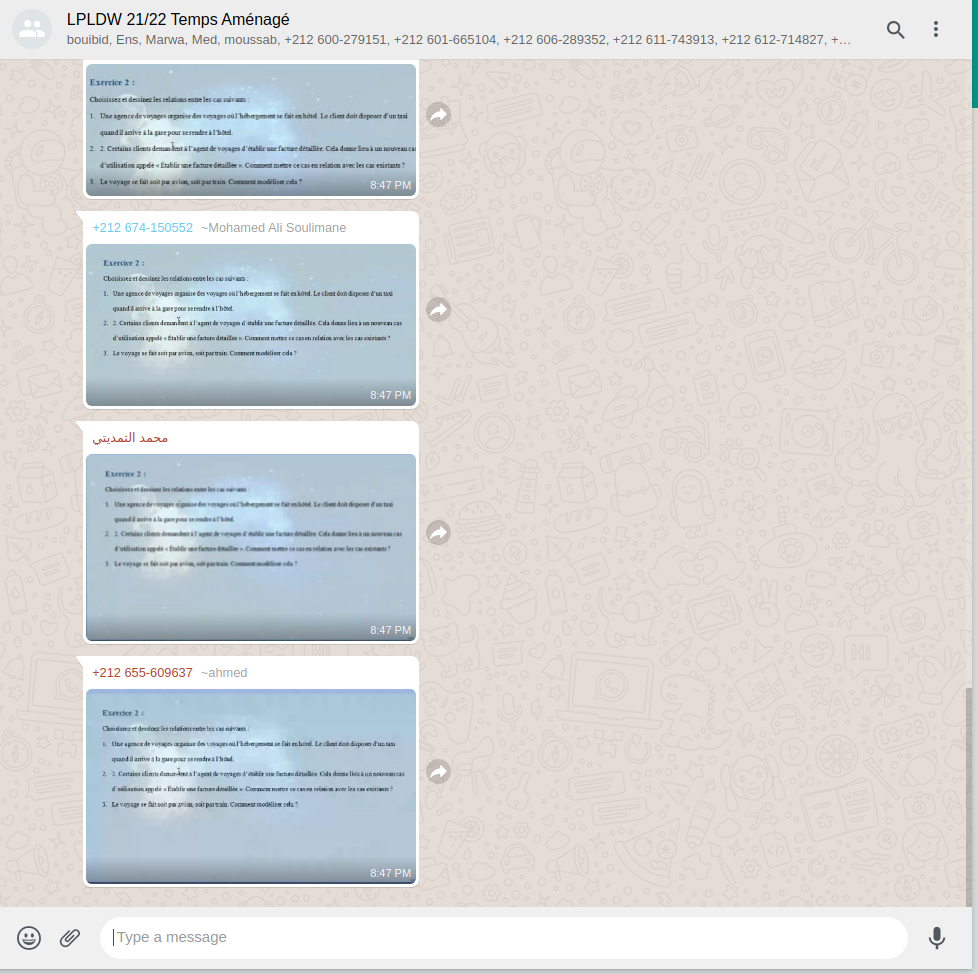 LPLDW 21/22 Temps Aménagé
bouibid, Ens, Marwa, Med, moussab, +212 600-279151, +212 601-665104, +212 606-289352, +212 611-743913, +212 612-714827, +…
Exercice 2 :
Choisissez et dessinez les relations entre les cas suivants :
1. Une agence de voyages organise des voyages où l'hébergement se fait en hôtel. Le client doit disposer d'un taxi
quand il arrive à la gare pour se rendre à l'hôtel.
2. 2. Certains clients demandent à l'agent de voyages d'établir une facture détaillée. Cela donne lieu à un nouveau cas
d'utilisation appelé « Établir une facture détaillée ». Comment mettre ce cas en relation avec les cas existants ?
3. Le voyage se fait soit par avion, soit par train. Comment modéliser cela ?
8:47 PM
+212 674-150552 ~Mohamed Ali Soulimane
Exercice 2 :
Choisissez et dessinez les relations entre les cas suivants :
1. Une agence de voyages organise des voyages où l'hébergement se fait en hôtel. Le client doit disposer d'un taxi
quand il arrive à la gare pour se rendre à l'hôtel.
2. 2. Certains clients demandent à l'agent de voyages d'établir une facture détaillée. Cela donne lieu à un nouveau cas
d'utilisation appelé « Établir une facture détaillée ». Comment mettre ce cas en relation avec les cas existants ?
3. Le voyage se fait soit par avion, soit par train. Comment modéliser cela ?
8:47 PM
محمد التمديتي
Exercice 2 :
Choisissez et dessinez les relations entre les cas suivants :
1. Une agence de voyages organise des voyages où l'hébergement se fait en hôtel. Le client doit disposer d'un taxi
quand il arrive à la gare pour se rendre à l'hôtel.
2. 2. Certains clients demandent à l'agent de voyages d'établir une facture détaillée. Cela donne lieu à un nouveau cas
d'utilisation appelé « Établir une facture détaillée ». Comment mettre ce cas en relation avec les cas existants ?
3. Le voyage se fait soit par avion, soit par train. Comment modéliser cela ?
8:47 PM
+212 655-609637 ~ahmed
Exercice 2 :
Choisissez et dessinez les relations entre les cas suivants :
1. Une agence de voyages organise des voyages où l'hébergement se fait en hôtel. Le client doit disposer d'un taxi
quand il arrive à la gare pour se rendre à l'hôtel.
2. 2. Certains clients demandent à l'agent de voyages d'établir une facture détaillée. Cela donne lieu à un nouveau cas
d'utilisation appelé « Établir une facture détaillée ». Comment mettre ce cas en relation avec les cas existants ?
3. Le voyage se fait soit par avion, soit par train. Comment modéliser cela ?
8:47 PM
Type a message